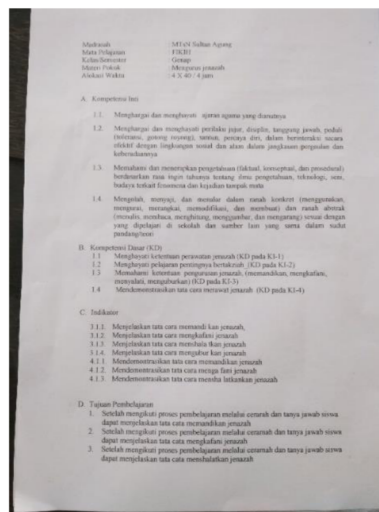 Madrasah : MTsN Sultan Agung
Mata Pelajaran : FIKIH
Kelas/Semester : Genap
Materi Pokok : Mengurus jenazah
Alokasi Waktu : 4 X 40 / 4 jam
A. Kompetensi Inti
1.1. Menghargai dan menghayati ajaran agama yang dianutnya
1.2. Menghargai dan menghayati perilaku jujur, disiplin, tanggung jawab, peduli
(toleransi, gotong royong), santun, percaya diri, dalam berinteraksi secara
efektif dengan lingkungan sosial dan alam dalam jangkauan pergaulan dan
keberadaannya
1.3. Memahami dan menerapkan pengetahuan (faktual, konseptual, dan prosedural)
berdasarkan rasa ingin tahunya tentang ilmu pengetahuan, teknologi, seni,
budaya terkait fenomena dan kejadian tampak mata
1.4. Mengolah, menyaji, dan menalar dalam ranah konkret (menggunakan,
mengurai, merangkai, memodifikasi, dan membuat) dan ranah abstrak
(menulis, membaca, menghitung, menggambar, dan mengarang) sesuai dengan
yang dipelajari di sekolah dan sumber lain yang sama dalam sudut
pandang/teori
B. Kompetensi Dasar (KD)
1.1 Menghayati ketentuan perawatan jenazah (KD pada KI-1)
1.2 Menghayati pelajaran pentingnya bertakziah (KD pada KI-2)
1.3 Memahami ketentuan pengurusan jenazah, (memandikan, mengkafani,
menyolati, menguburkan) (KD pada KI-3)
1.4 Mendemonstrasikan tata cara merawat jenazah (KD pada KI-4)
C. Indikator
3.1.1. Menjelaskan tata cara memandi kan jenazah,
3.1.2. Menjelaskan tata cara mengkafani jenazah
3.1.3. Menjelaskan tata cara menshala tkan jenazah
3.1.4. Menjelaskan tata cara mengubur kan jenazah
4.1.1. Mendemonstrasikan tata cara memandikan jenazah
4.1.2. Mendemonstrasikan tata cara menga fani jenazah
4.1.3. Mendemonstrasikan tata cara mensha latkankan jenazah
D. Tujuan Pembelajaran
1. Setelah mengikuti proses pembelajaran melalui cerarah dan tanya jawab siswa
dapat menjelaskan tata cara memandikan jenazah
2. Setelah mengikuti proses pembelajaran melalui ceramah dan tanya jawab siswa
dapat menjelaskan tata cata mengkafani jenazah
3. Setelah mengikuti proses pembelajaran melalui ceramah dan tanya jawab siswa
dapat menjelaskan tata cata menshalatkan jenazah